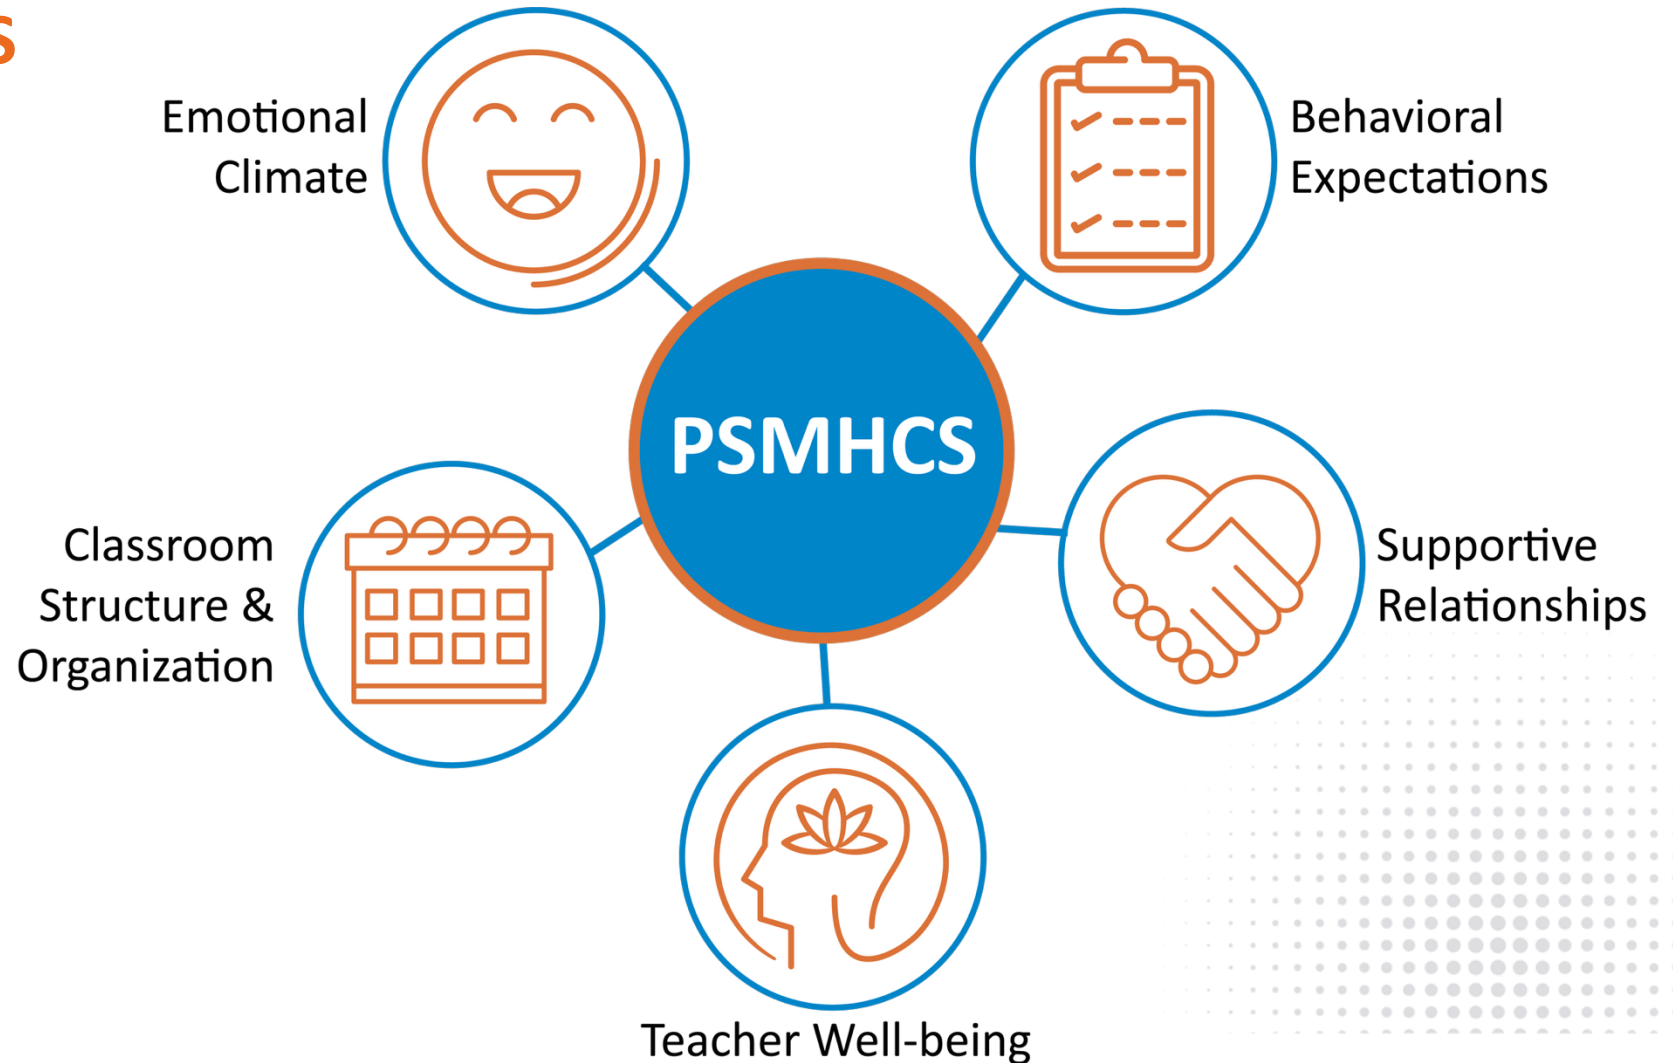 S
Emotional
Climate
Behavioral
Expectations
PSMHCS
Classroom
Structure &
Organization
Supportive
Relationships
Teacher Well-being